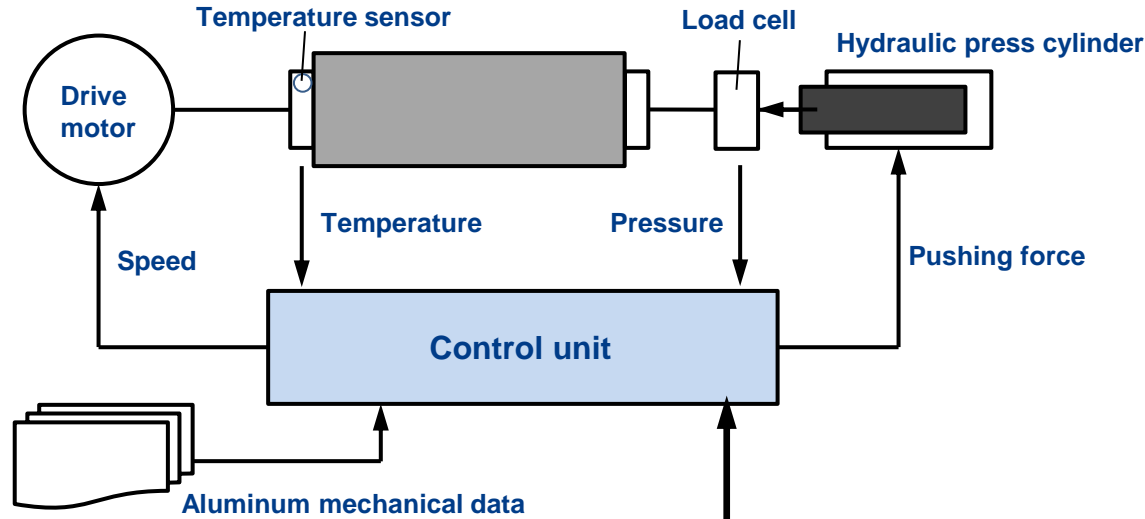 Temperature sensor
Load cell
Hydraulic press cylinder
Drive
motor
Temperature
Pressure
Speed
Pushing force
Control unit
Aluminum mechanical data